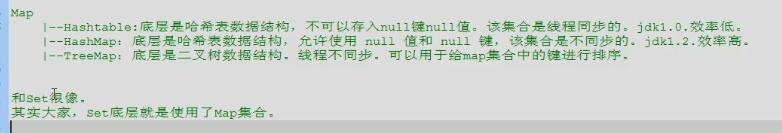 Map
|--Hashtable:底层是哈希表数据结构，不可以存入null键null值。该集合是线程同步的。jdk1.0.效率低。
|--HashMap：底层是哈希表数据结构，允许使用 null 值和 null 键，该集合是不同步的。jdk1.2.效率高。
|--TreeMap：底层是二叉树数据结构。线程不同步。可以用于给map集合中的键进行排序。
和Set很像。
其实大家，Set底层就是使用了Map集合。